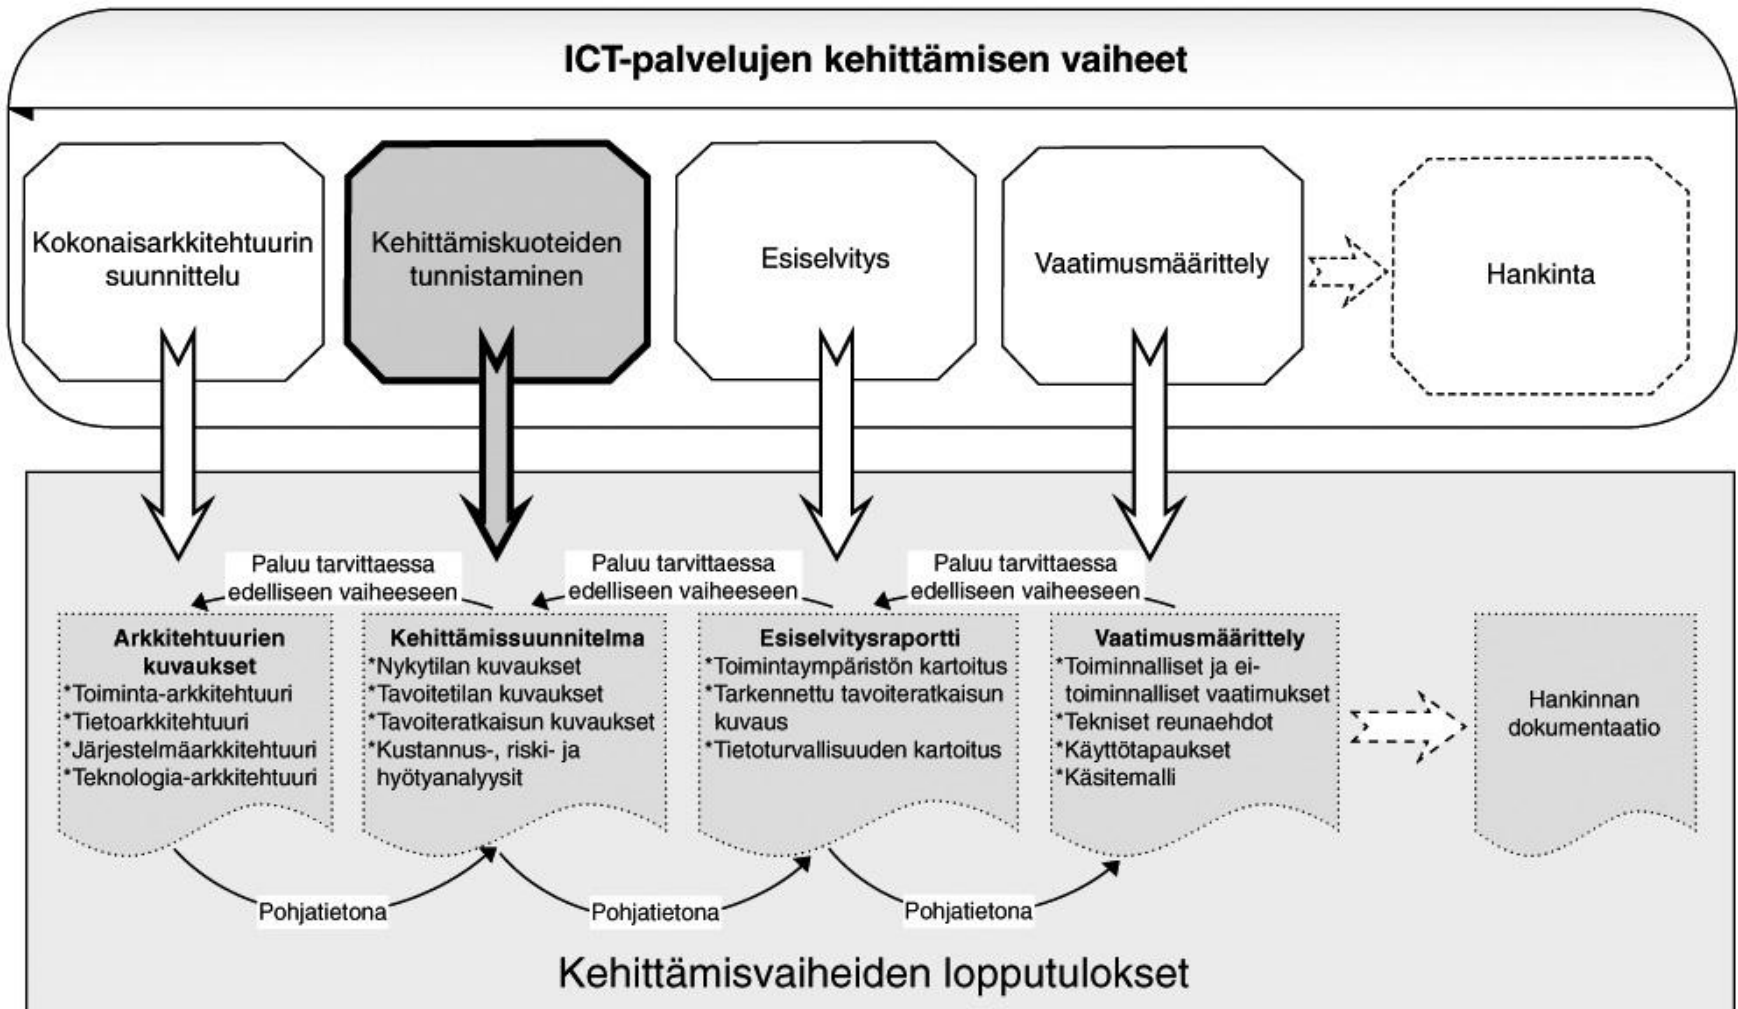 ICT-palvelujen kehittämisen vaiheet
Kokonaisarkkitehtuurin
suunnittelu
Kehittämiskuoteiden
tunnistaminen
Esiselvitys
Vaatimusmäärittely
Hankinta
Paluu tarvittaessa
edelliseen vaiheeseen
Paluu tarvittaessa
edelliseen vaiheeseen
Paluu tarvittaessa
edelliseen vaiheeseen
Arkkitehtuurien
kuvaukset
*Toiminta-arkkitehtuuri
*Tietoarkkitehtuuri
*Järjestelmäarkkitehtuuri
*Teknologia-arkkitehtuuri
Kehittämissuunnitelma
*Nykytilan kuvaukset
*Tavoitetilan kuvaukset
*Tavoiteratkaisun kuvaukset
*Kustannus-, riski- ja
hyötyanalyysit
Esiselvitysraportti
*Toimintaympäristön kartoitus
*Tarkennettu tavoiteratkaisun
kuvaus
*Tietoturvallisuuden kartoitus
Vaatimusmäärittely
*Toiminnalliset ja ei-
toiminnalliset vaatimukset
*Tekniset reunaehdot
*Käyttötapaukset
*Käsitemalli
Hankinnan
dokumentaatio
Pohjatietona
Pohjatietona
Pohjatietona
Kehittämisvaiheiden lopputulokset